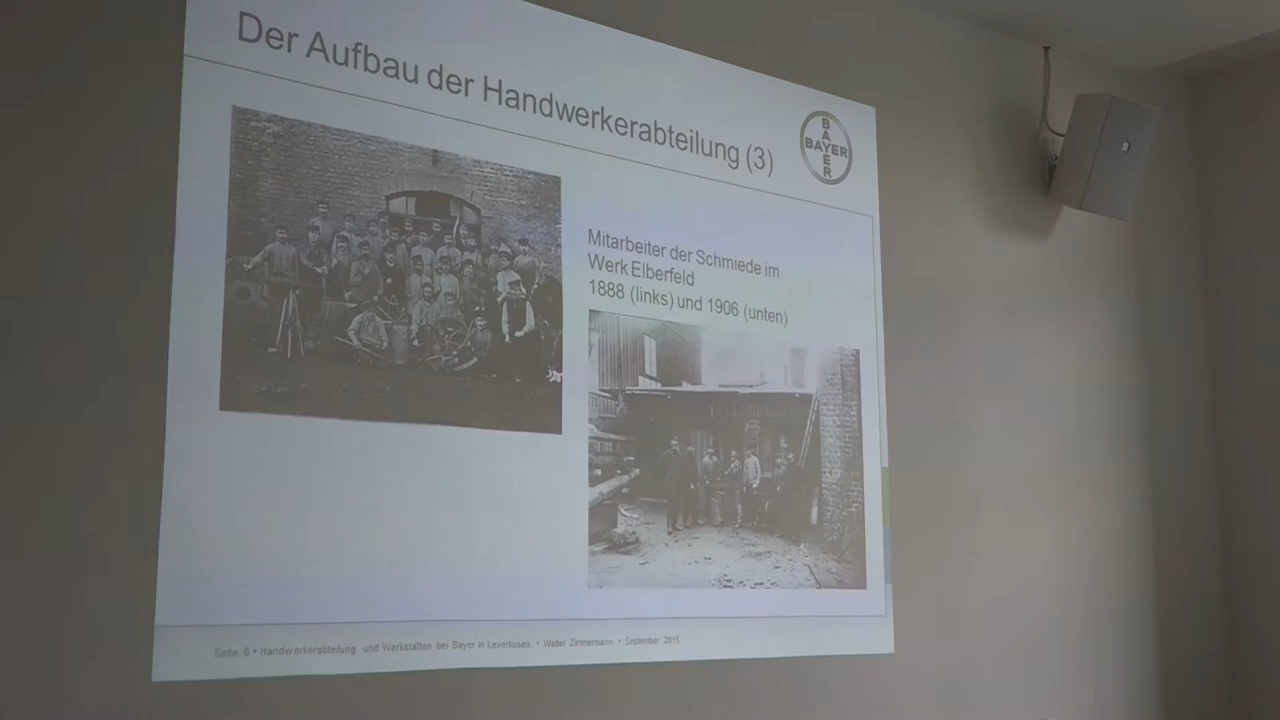 Der Aufbau der Handwerkerabteilung (3)
BAYER
BAYER
Mitarbeiter der Schmiede im
Werk Elberfeld
1888 (links) und 1906 (unten)
Seite 8 • Handwerkerabteilung und Werkstätten bei Bayer in Leverkusen • Walter Zimmermann • September 2015